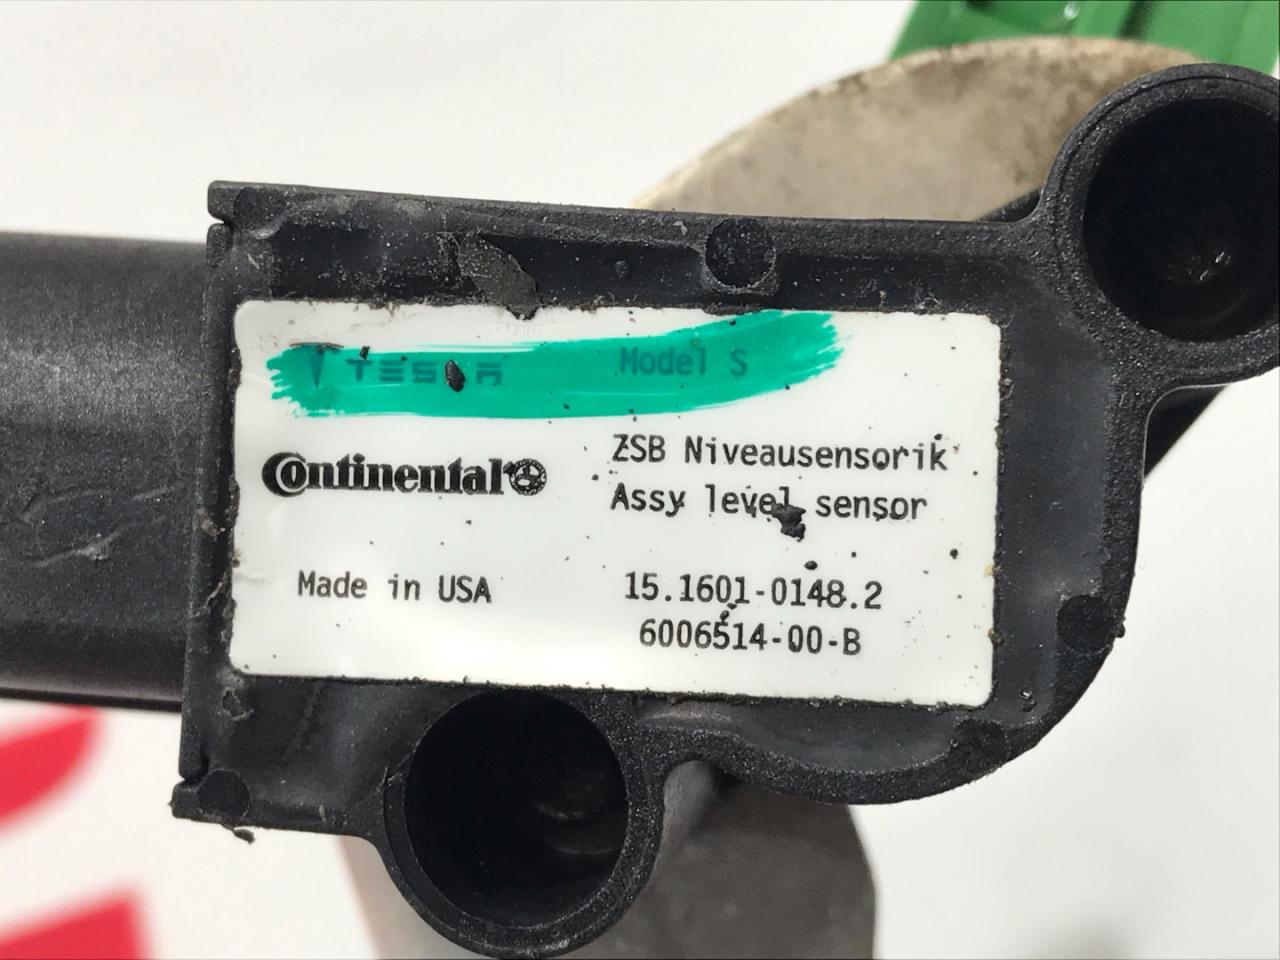 TESLA Model S
Continental ZSB Niveausensorik
Assy level sensor
Made in USA 15.1601-0148.2
6006514-00-B